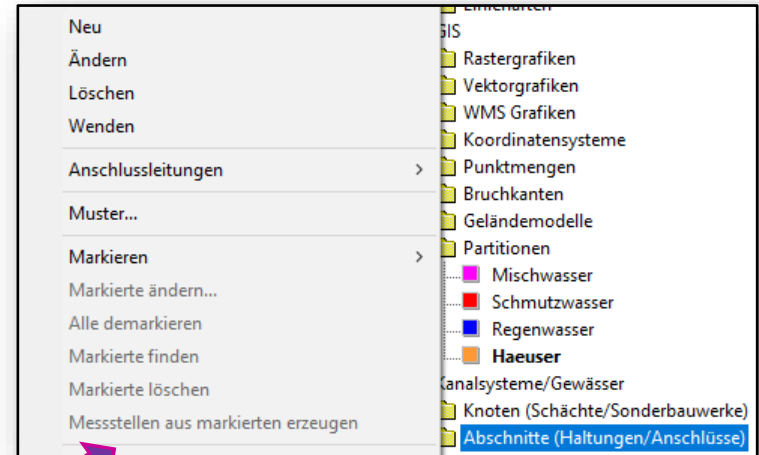 Neu
Ändern
Löschen
Wenden
Anschlussleitungen
Muster...
Markieren
Markierte ändern...
Alle demarkieren
Markierte finden
Markierte löschen
Messstellen aus markierten erzeugen
GIS
Rastergrafiken
Vektorgrafiken
WMS Grafiken
Koordinatensysteme
Punktmengen
Bruchkanten
Geländemodelle
Partitionen
Mischwasser
Schmutzwasser
Regenwasser
Haeuser
Kanalsysteme/Gewässer
Knoten (Schächte/Sonderbauwerke)
Abschnitte (Haltungen/Anschlüsse)